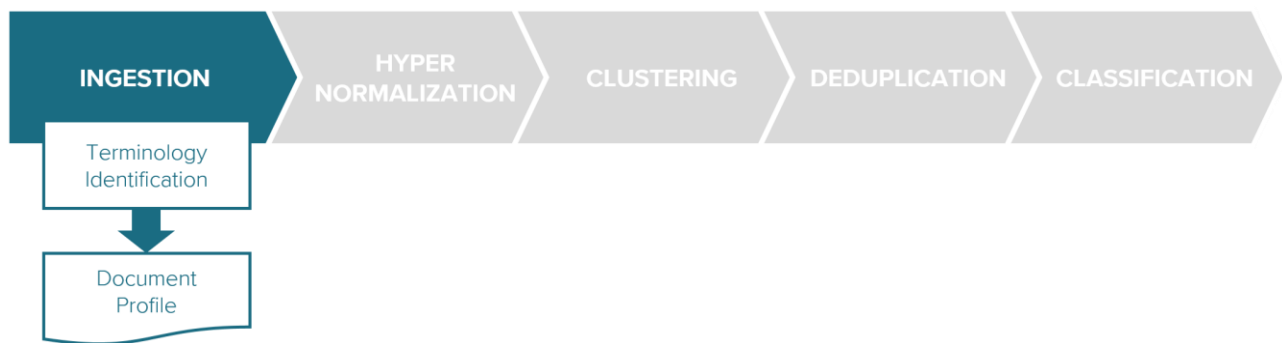 INGESTION
HYPER
NORMALIZATION
CLUSTERING
DEDUPLICATION
CLASSIFICATION
Terminology
Identification
Document
Profile